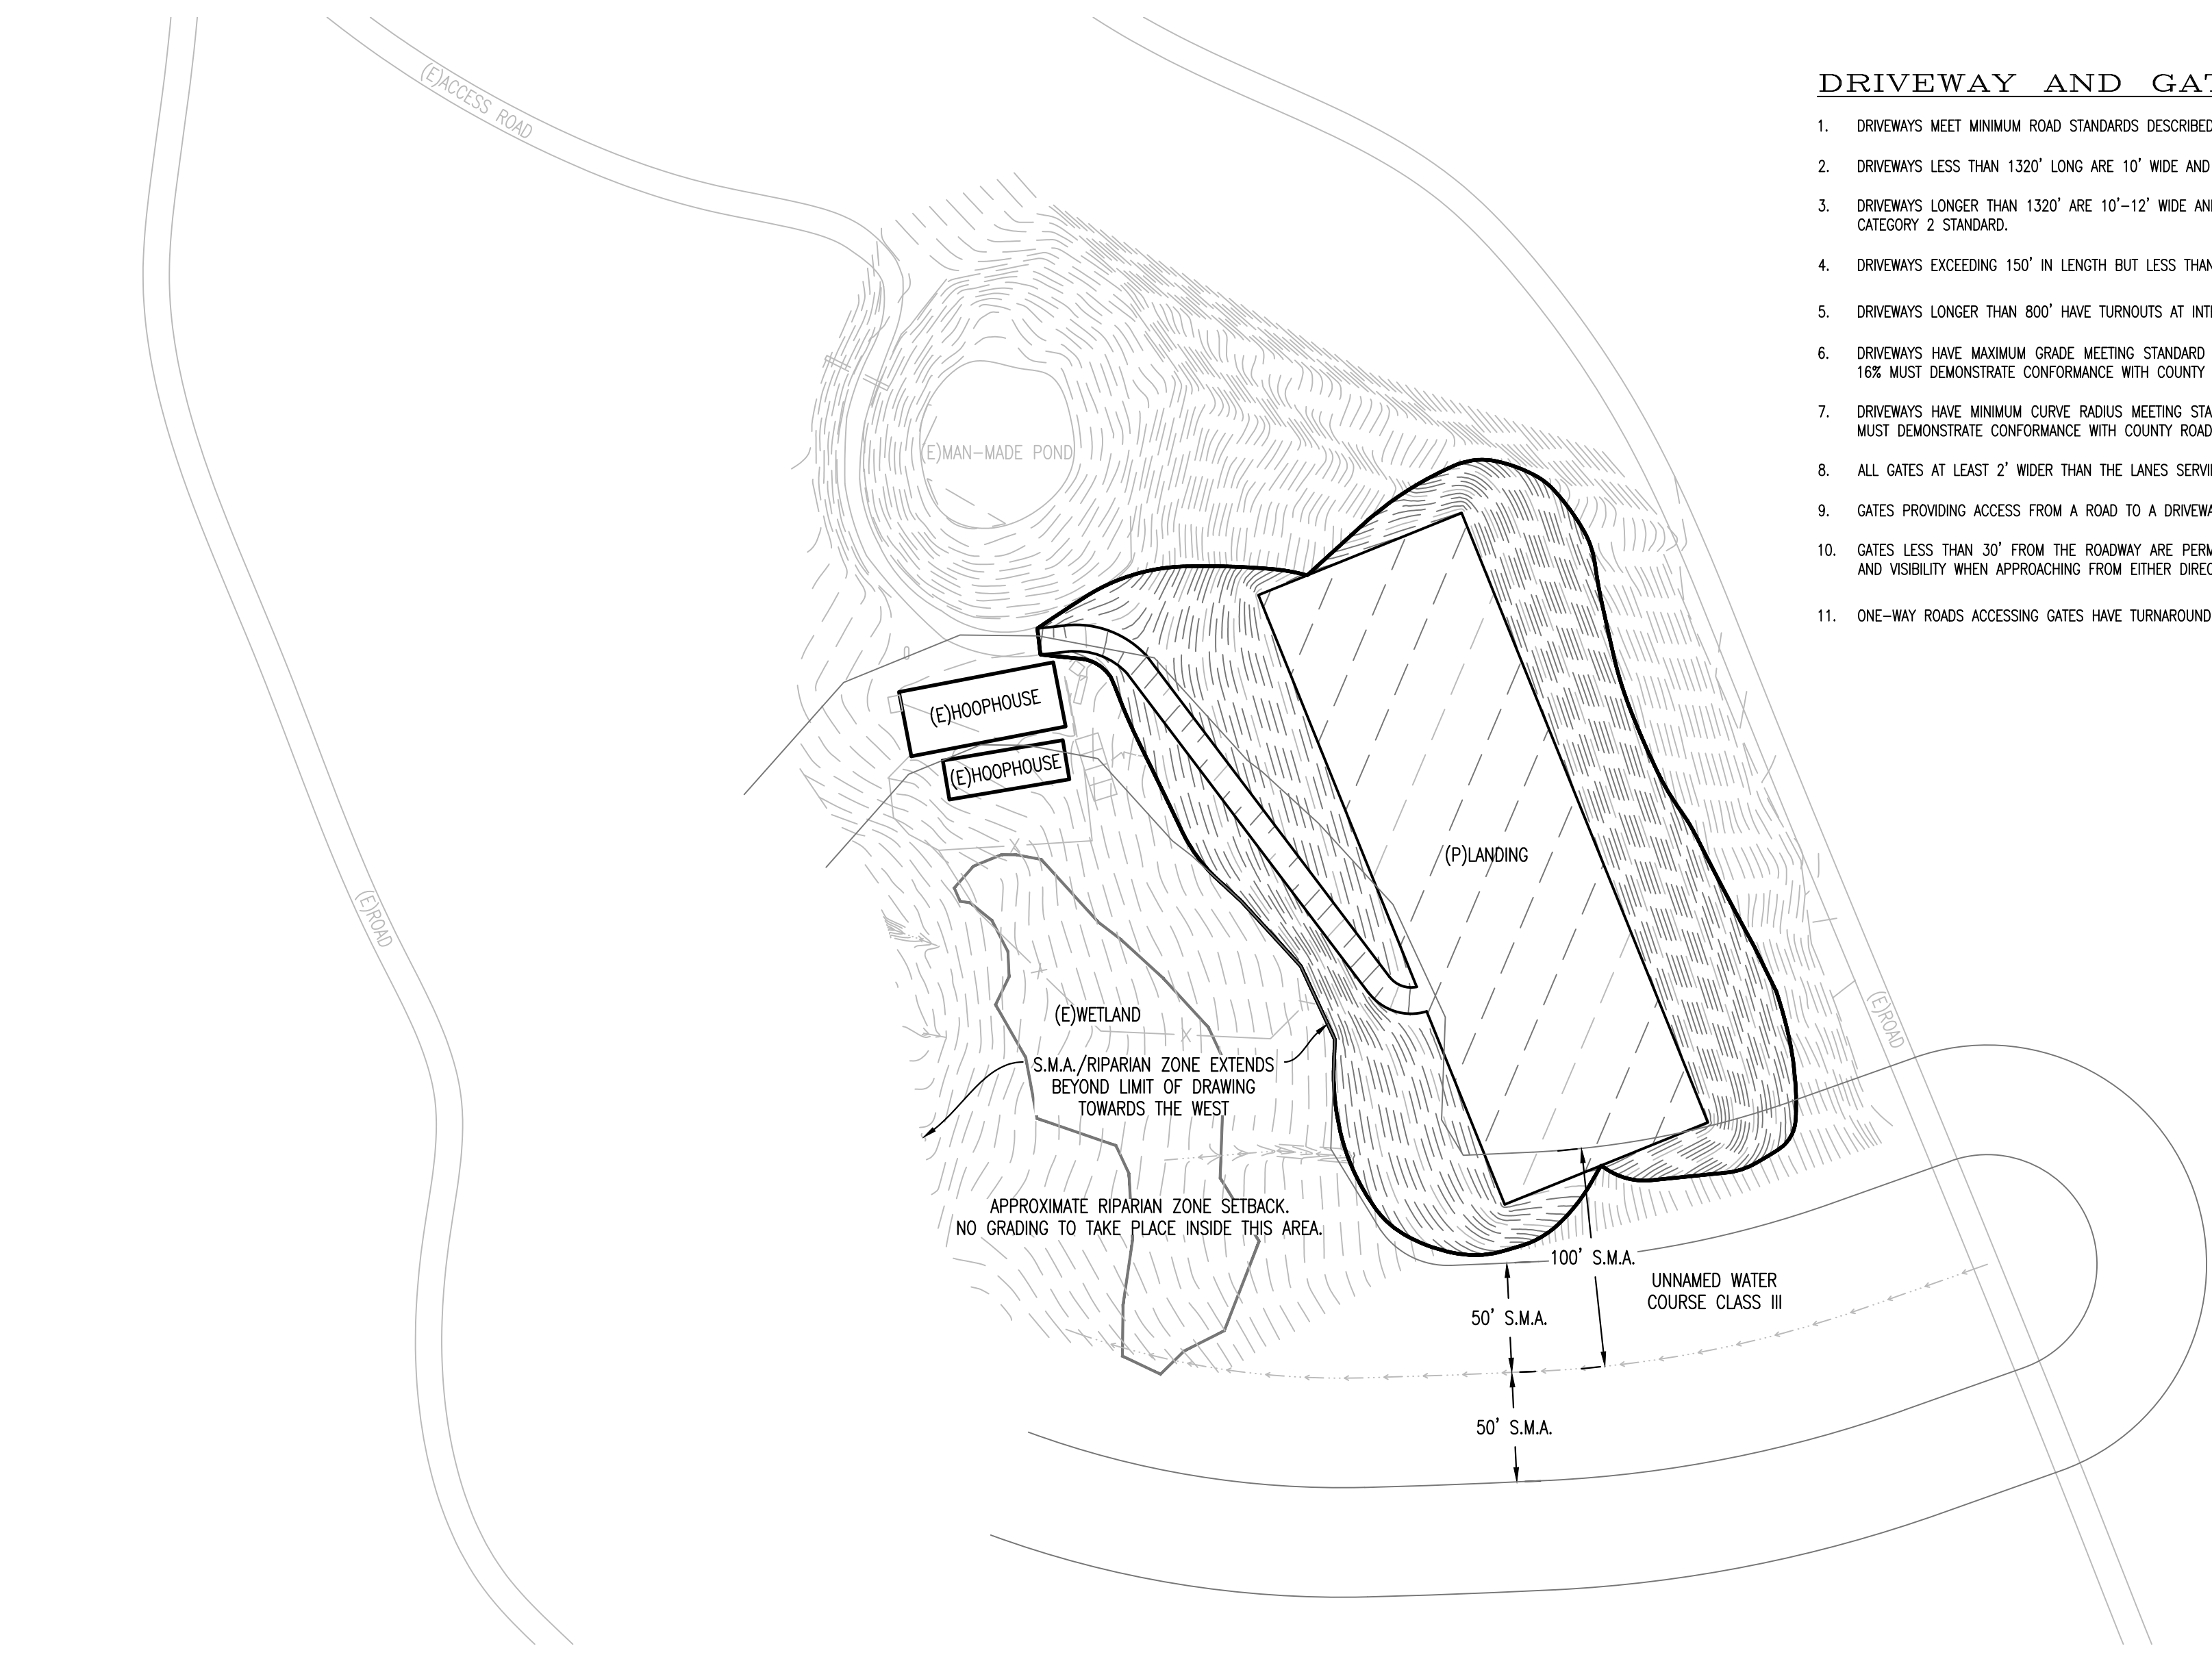 (E)ACCESS ROAD
DRIVEWAY AND
1. DRIVEWAYS MEET MINIMUM ROAD STANDARDS DESCRIBED
2. DRIVEWAYS LESS THAN 1320' LONG ARE 10' WIDE AND
3. DRIVEWAYS LONGER THAN 1320' ARE 10'-12' WIDE
CATEGORY 2 STANDARD.
4. DRIVEWAYS EXCEEDING 150' IN LENGTH BUT LESS THAN
5. DRIVEWAYS LONGER THAN 800' HAVE TURNOUTS AT
6. DRIVEWAYS HAVE MAXIMUM GRADE MEETING STANDARD
16% MUST DEMONSTRATE CONFORMANCE WITH COUNTY
7. DRIVEWAYS HAVE MINIMUM CURVE RADIUS MEETING
MUST DEMONSTRATE CONFORMANCE WITH COUNTY ROAD
8. ALL GATES AT LEAST 2' WIDER THAN THE LANES
9. GATES PROVIDING ACCESS FROM A ROAD TO A
10. GATES LESS THAN 30' FROM THE ROADWAY ARE
AND VISIBILITY WHEN APPROACHING FROM EITHER
11. ONE-WAY ROADS ACCESSING GATES HAVE TURNAROUND
(E)MAN-MADE POND
(E)HOOPHOUSE
(E)HOOPHOUSE
(P)LANDING
(E)ROAD
(E)WETLAND
(E)ROAD
S.M.A./RIPARIAN ZONE EXTENDS
BEYOND LIMIT OF DRAWING
TOWARDS THE WEST
APPROXIMATE RIPARIAN ZONE SETBACK.
NO GRADING TO TAKE PLACE INSIDE THIS AREA.
100' S.M.A.
UNNAMED WATER
COURSE CLASS III
50' S.M.A.
50' S.M.A.